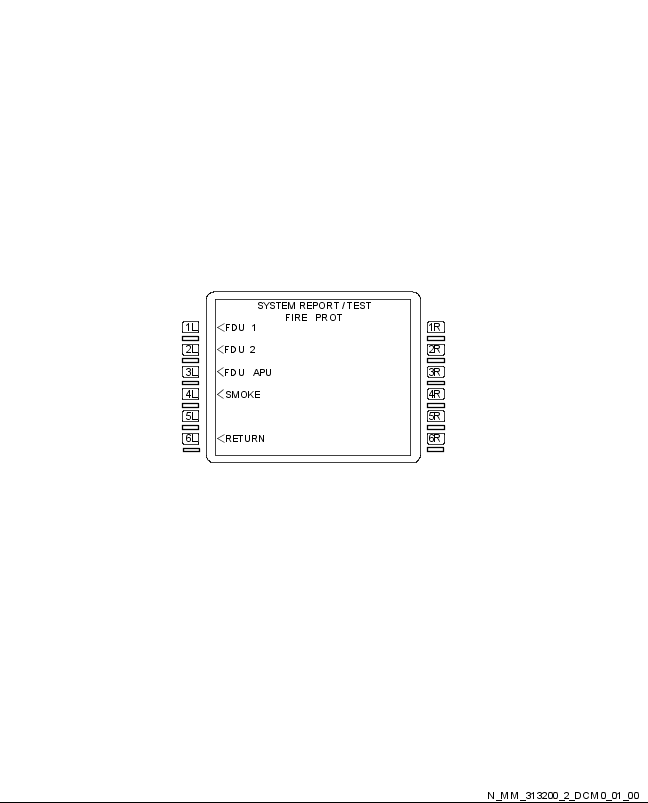 SYSTEM REPORT / TEST
FIRE PROT
1L <FDU 1 1R
2L <FDU 2 2R
3L <FDU APU 3R
4L <SMOKE 4R
5L 5R
6L <RETURN 6R
N_MM_313200_2_DCM0_01_00